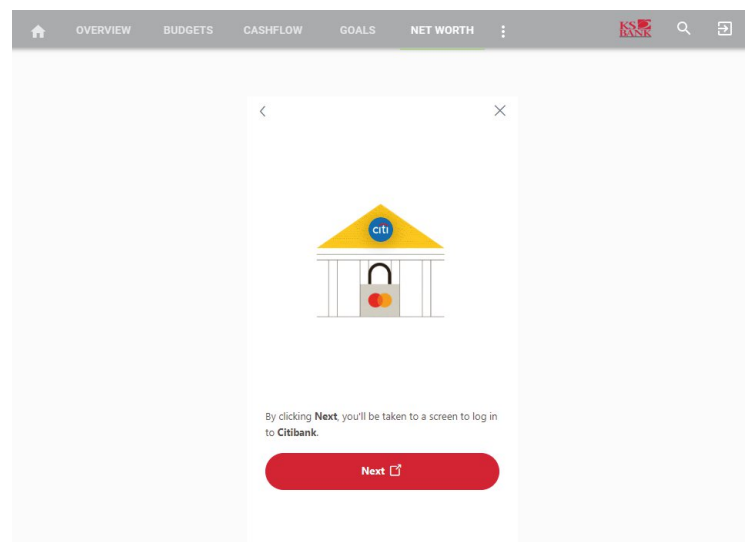 OVERVIEW BUDGETS CASHFLOW GOALS NET WORTH KS BANK
citi
By clicking Next, you'll be taken to a screen to log in
to Citibank.
Next